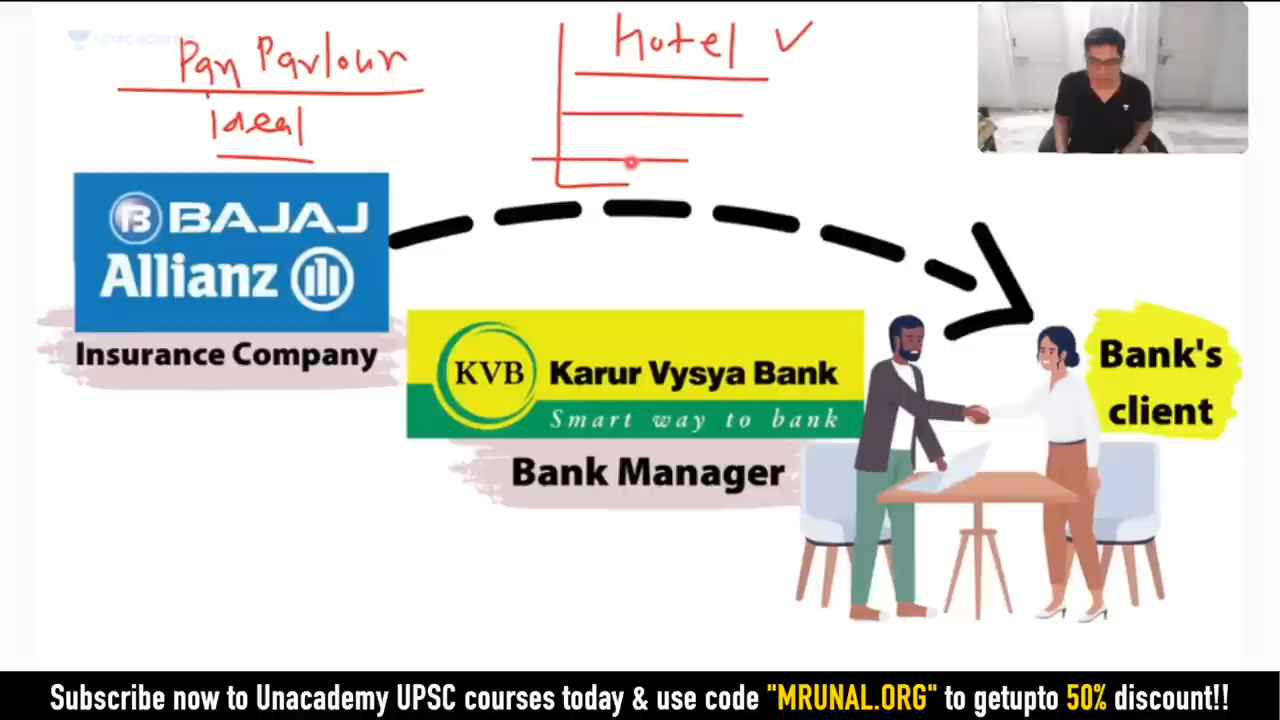 unacademy
Pan Parlour
ideal
hotel ✓
B BAJAJ
Allianz
Insurance Company
KVB Karur Vysya Bank
Smart way to bank
Bank Manager
Bank's
client
Subscribe now to Unacademy UPSC courses today & use code "MRUNAL.ORG" to getupto 50% discount!!